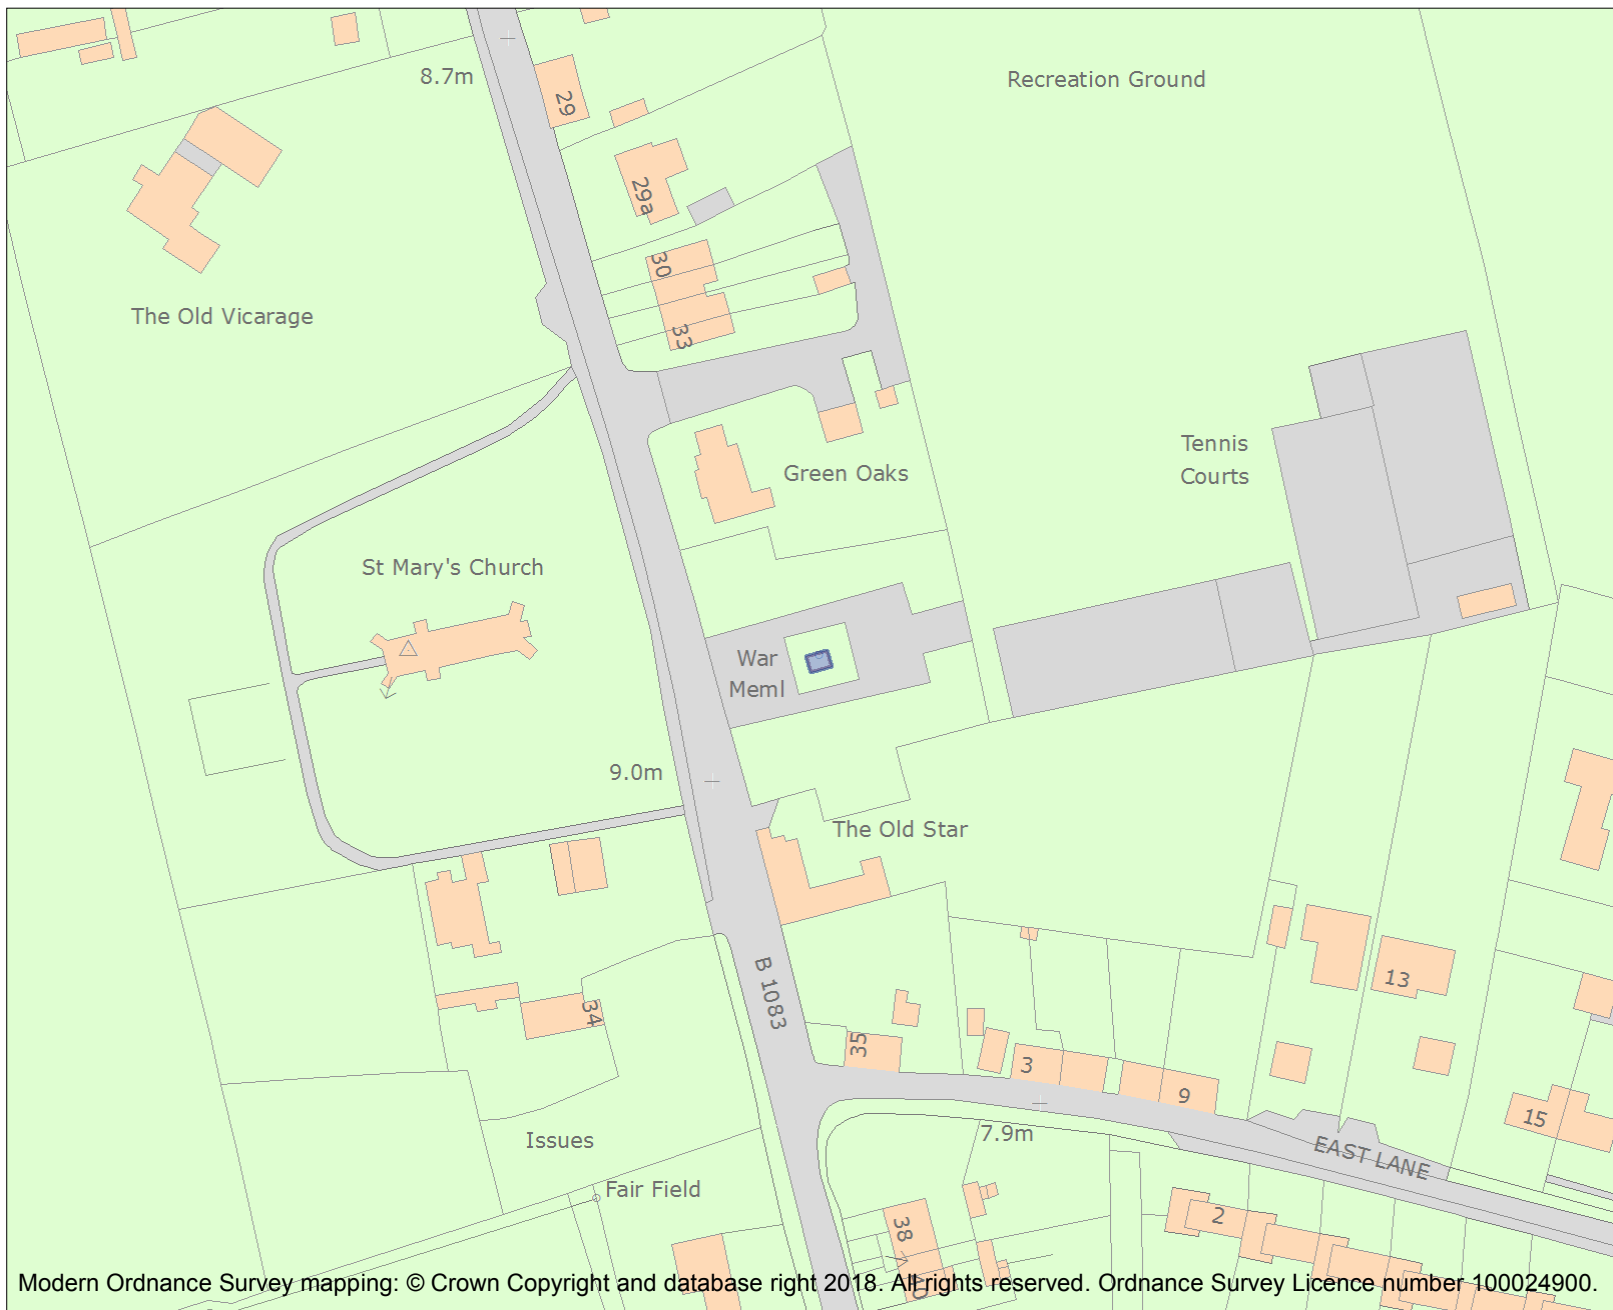 8.7m
Recreation Ground
29
29a
30
The Old Vicarage
33
Tennis
Courts
Green Oaks
St Mary's Church
War
Meml
9.0m
The Old Star
13
B 1083
34
35
3
9
15
7.9m
Issues
EAST LANE
Fair Field
2
38
Modern Ordnance Survey mapping: © Crown Copyright and database right 2018. All rights reserved. Ordnance Survey Licence number 100024900.